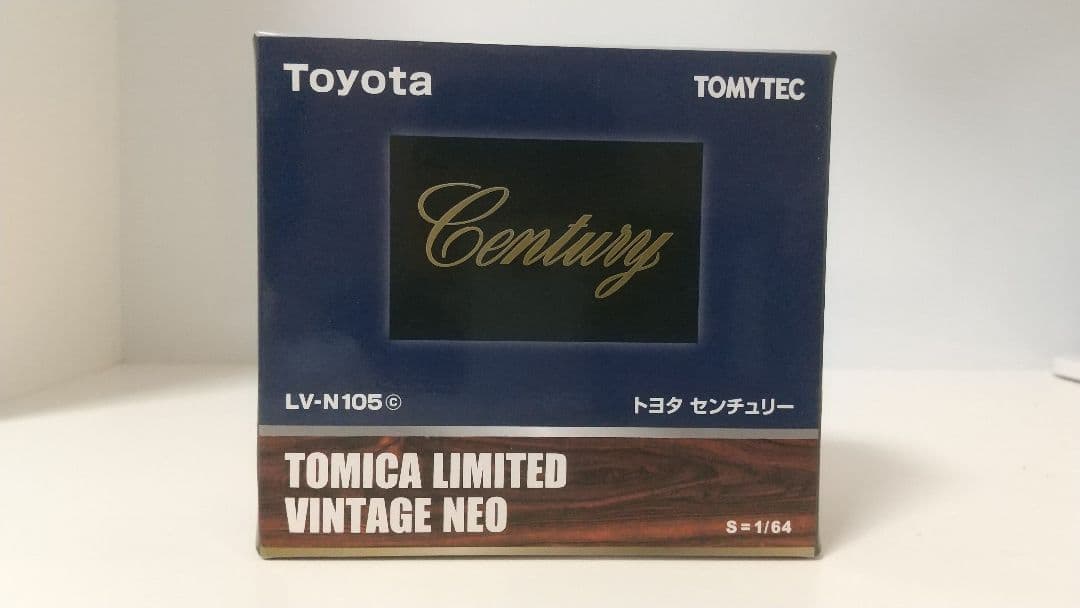 Toyota
TOMYTEC
Century
LV-N105ⓒ
トヨタ センチュリー
TOMICA LIMITED
VINTAGE NEO
S=1/64